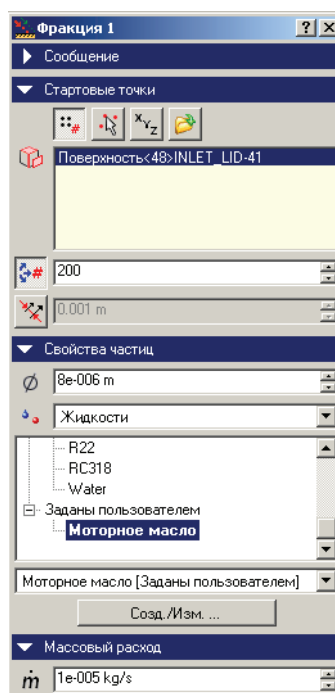 Фракция 1
Сообщение
Стартовые точки
X Y Z
Поверхность<48>INLET_LID-41
200
0.001 m
Свойства частиц
8e-006 m
Жидкости
R22
RC318
Water
Заданы пользователем
Моторное масло
Моторное масло [Заданы пользователем]
Созд./Изм. ...
Массовый расход
ṁ 1e-005 kg/s